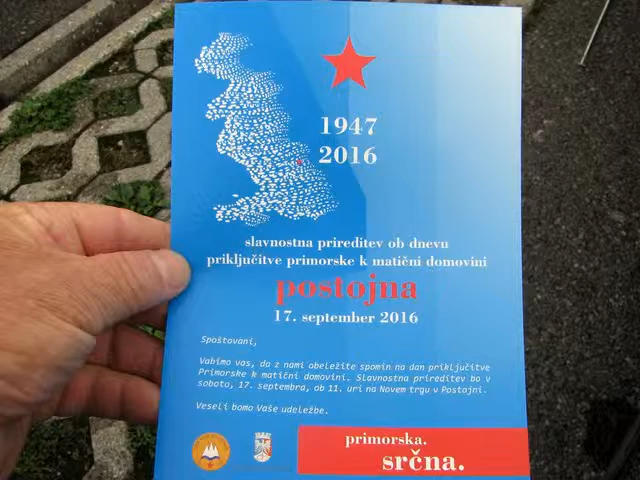 1947
2016
slavnostna prireditev ob dnevu
priključitve primorske k matični domovini
postojna
17. september 2016
Spoštovani,
Vabimo vas, da z nami obeležite spomin na dan priključitve
Primorske k matični domovini. Slavnostna prireditev bo v
soboto, 17. septembra, ob 11. uri na Novem trgu v Postojni.
Veseli bomo Vaše udeležbe.
primorska.
srčna.